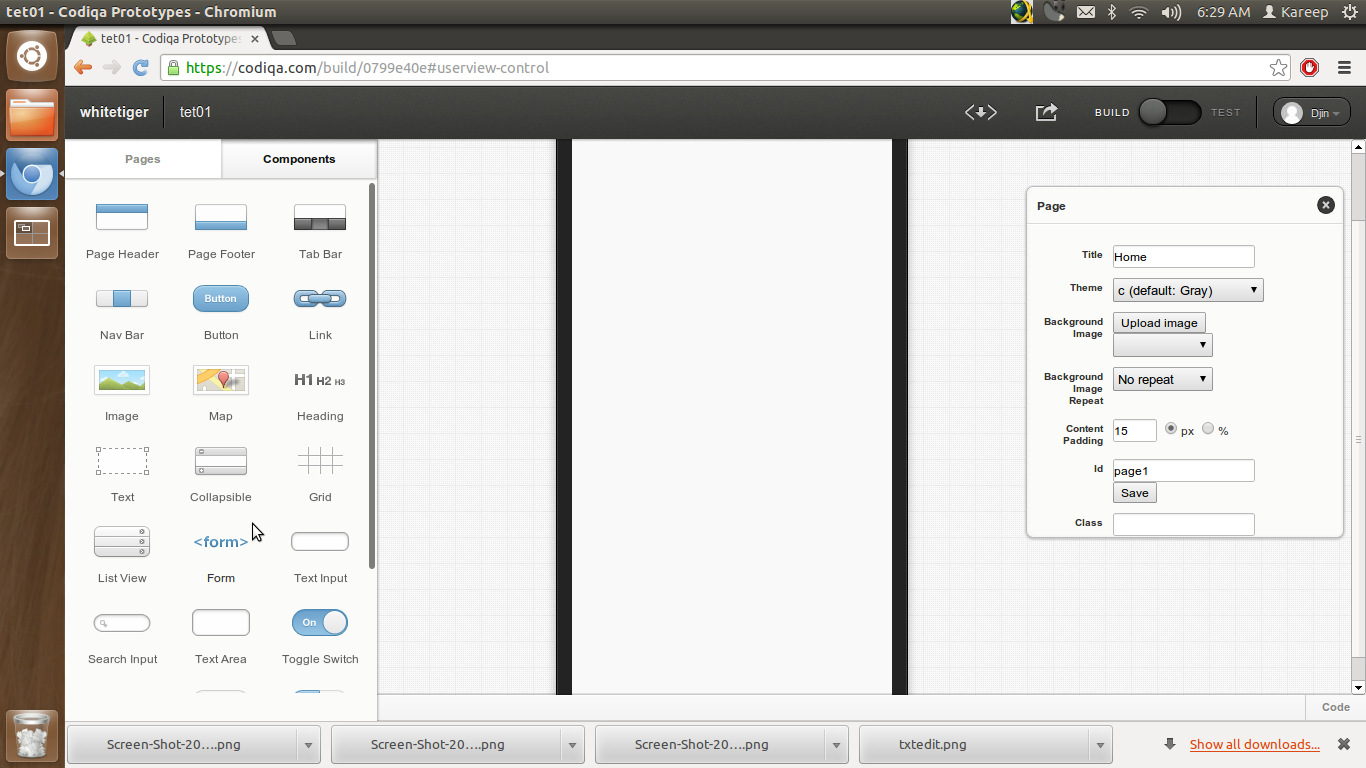 tet01 - Codiqa Prototypes - Chromium
6:29 AM Kareep
tet01 - Codiqa Prototypes
https://codiqa.com/build/0799e40e#userview-control
whitetiger tet01 BUILD TEST Djin
Pages Components
Page Header Page Footer Tab Bar
Button
Nav Bar Button Link
H1 H2 H3
Image Map Heading
Text Collapsible Grid
<form>
List View Form Text Input
On
Search Input Text Area Toggle Switch
Page
Title Home
Theme c (default: Gray)
Background Image Upload image
Background Image Repeat No repeat
Content Padding 15 px %
Id page1
Save
Class
Code
Screen-Shot-20....png Screen-Shot-20....png Screen-Shot-20....png txtedit.png Show all downloads...